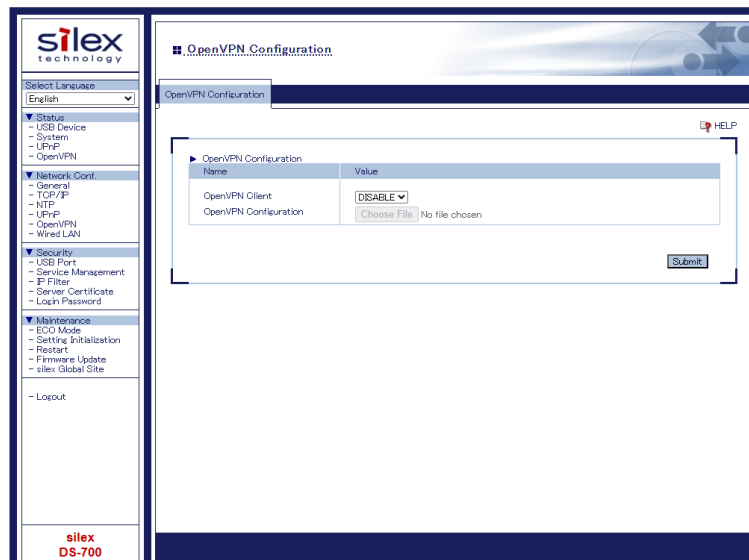 silex
technology
Select Language
English
▼ Status
- USB Device
- System
- UPnP
- OpenVPN
▼ Network Conf.
- General
- TCP/IP
- NTP
- UPnP
- OpenVPN
- Wired LAN
▼ Security
- USB Port
- Service Management
- IP Filter
- Server Certificate
- Login Password
▼ Maintenance
- ECO Mode
- Setting Initialization
- Restart
- Firmware Update
- silex Global Site
- Logout
silex
DS-700
OpenVPN Configuration
OpenVPN Configuration
HELP
▶ OpenVPN Configuration
Name Value
OpenVPN Client DISABLE
OpenVPN Configuration Choose File No file chosen
Submit